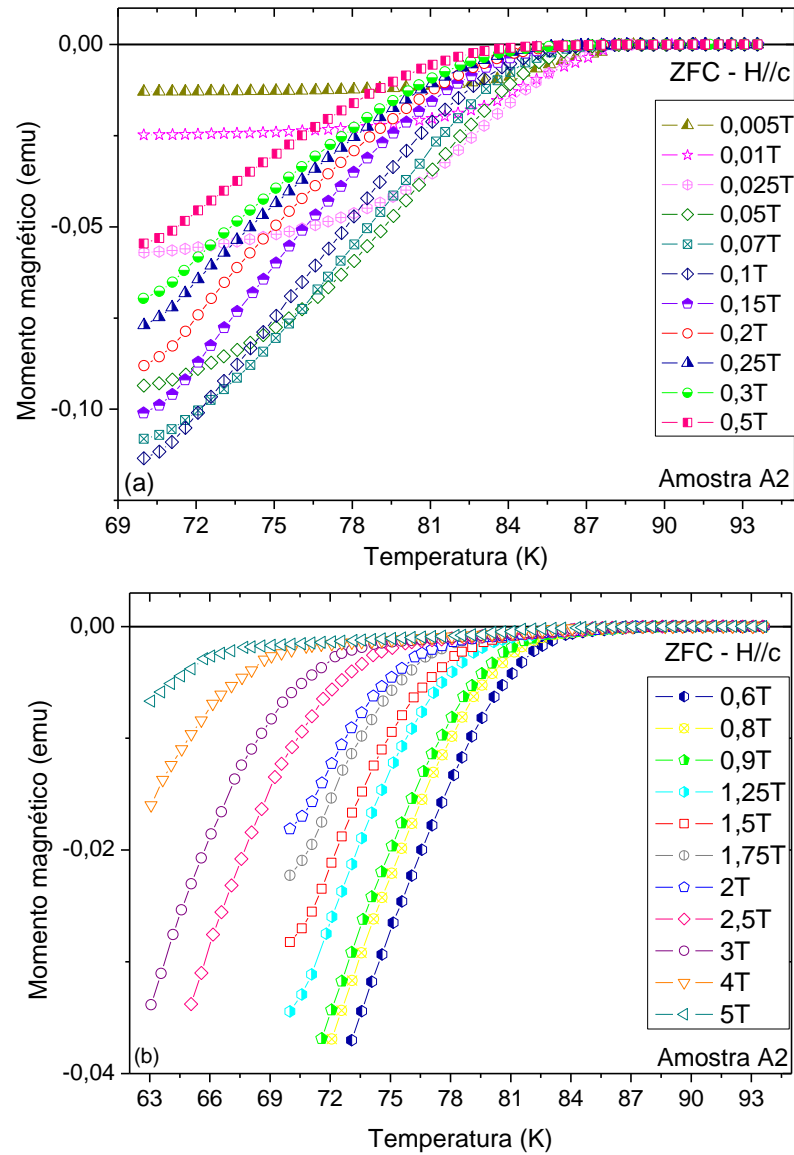 0,00
-0,05
-0,10
Momento magnético (emu)
ZFC - H//c
0,005T
0,01T
0,025T
0,05T
0,07T
0,1T
0,15T
0,2T
0,25T
0,3T
0,5T
(a)
Amostra A2
69 72 75 78 81 84 87 90 93
Temperatura (K)
0,00
-0,02
-0,04
Momento magnético (emu)
ZFC - H//c
0,6T
0,8T
0,9T
1,25T
1,5T
1,75T
2T
2,5T
3T
4T
5T
(b)
Amostra A2
63 66 69 72 75 78 81 84 87 90 93
Temperatura (K)